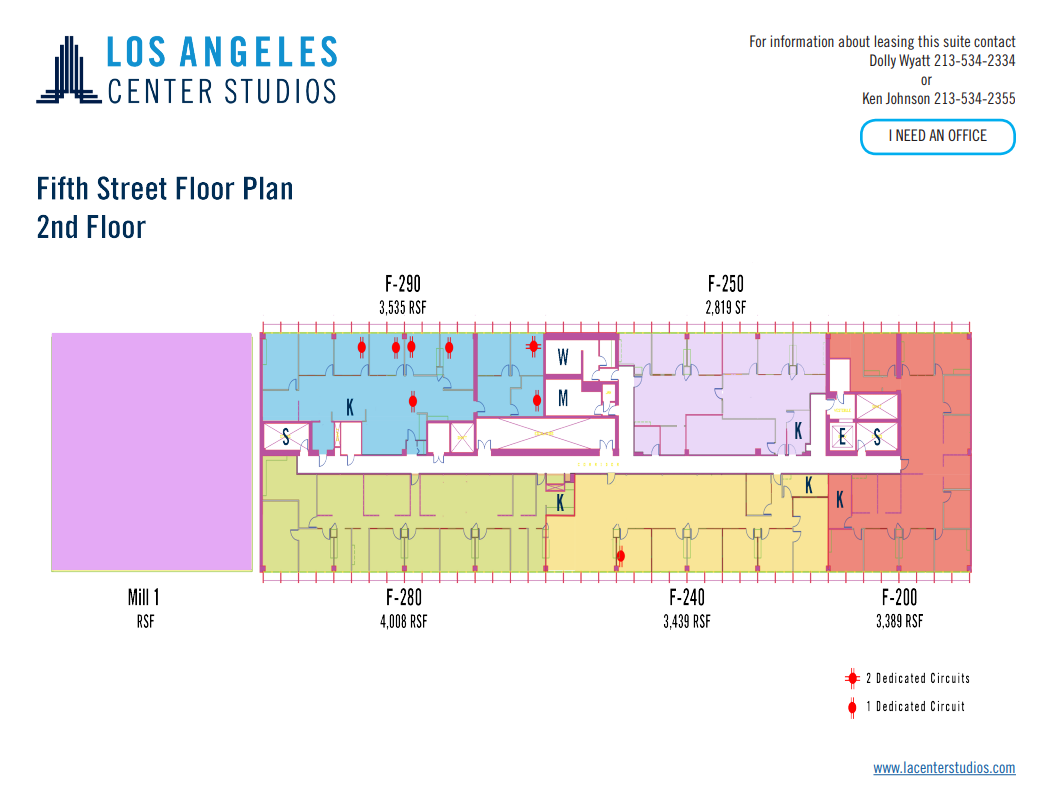 LOS ANGELES
CENTER STUDIOS
For information about leasing this suite contact
Dolly Wyatt 213-534-2334
or
Ken Johnson 213-534-2355
I NEED AN OFFICE
Fifth Street Floor Plan
2nd Floor
F-290
3,535 RSF
F-250
2,819 SF
W
M
K
S
K
E
S
K
K
K
Mill 1
RSF
F-280
4,008 RSF
F-240
3,439 RSF
F-200
3,389 RSF
2 Dedicated Circuits
1 Dedicated Circuit
www.lacenterstudios.com